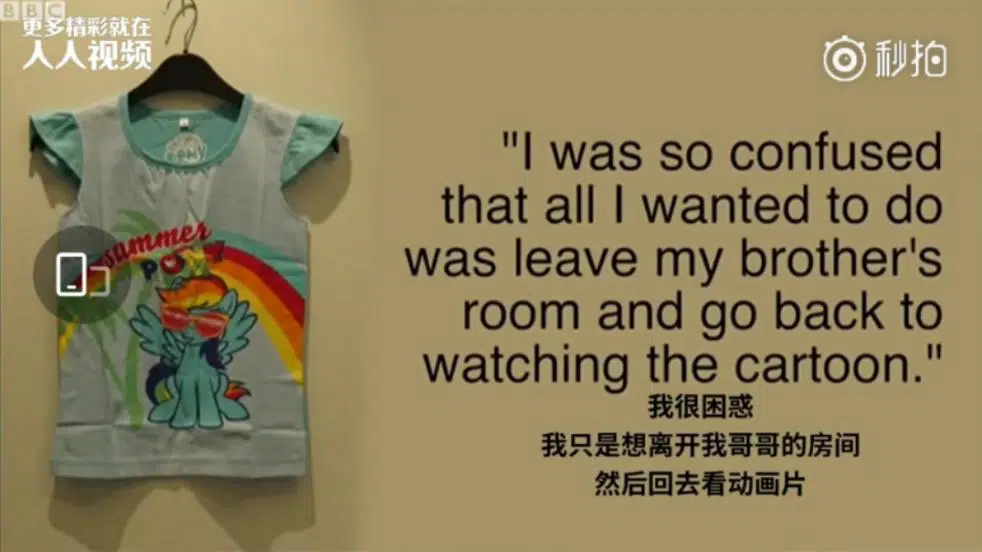 BBC
更多精彩就在
人人视频
秒拍
PONY
summer
PONY
"I was so confused
that all I wanted to do
was leave my brother's
room and go back to
watching the cartoon."
我很困惑
我只是想离开我哥哥的房间
然后回去看动画片